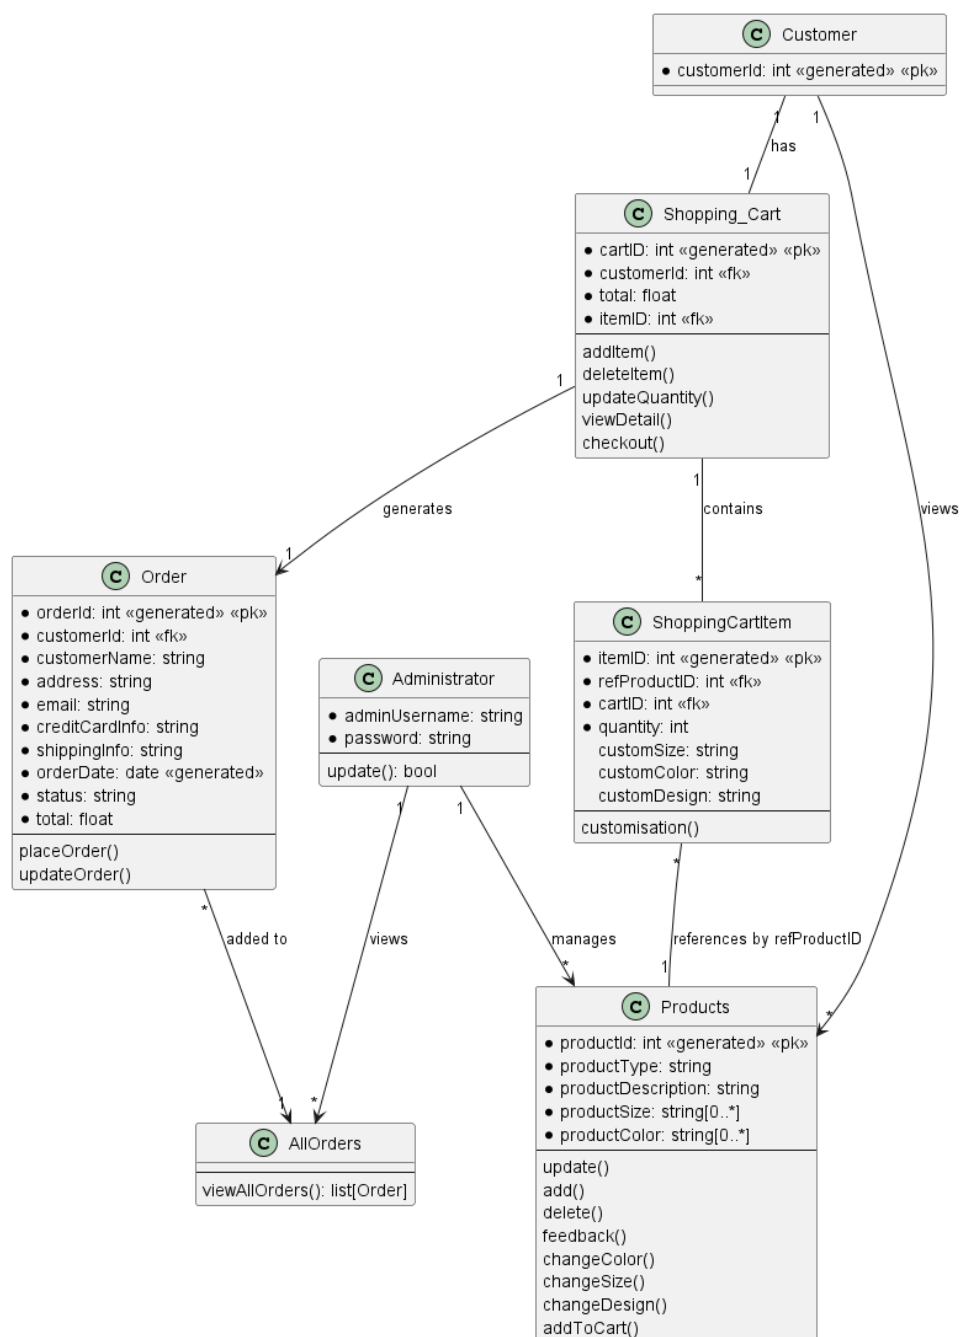 C Customer
customerId: int «generated» «pk»
1
1
has
1
C Shopping_Cart
cartID: int «generated» «pk»
customerId: int «fk»
total: float
itemID: int «fk»
addItem()
deleteItem()
updateQuantity()
viewDetail()
checkout()
1
1
generates
contains
views
1
*
C Order
orderId: int «generated» «pk»
customerId: int «fk»
customerName: string
address: string
email: string
creditCardInfo: string
shippingInfo: string
orderDate: date «generated»
status: string
total: float
placeOrder()
updateOrder()
C Administrator
adminUsername: string
password: string
update(): bool
C ShoppingCartItem
itemID: int «generated» «pk»
refProductID: int «fk»
cartID: int «fk»
quantity: int
customSize: string
customColor: string
customDesign: string
customisation()
1
1
*
*
added to
views
manages
references by refProductID
*
1
1
*
*
C Products
productId: int «generated» «pk»
productType: string
productDescription: string
productSize: string[0..*]
productColor: string[0..*]
update()
add()
delete()
feedback()
changeColor()
changeSize()
changeDesign()
addToCart()
C AllOrders
viewAllOrders(): list[Order]